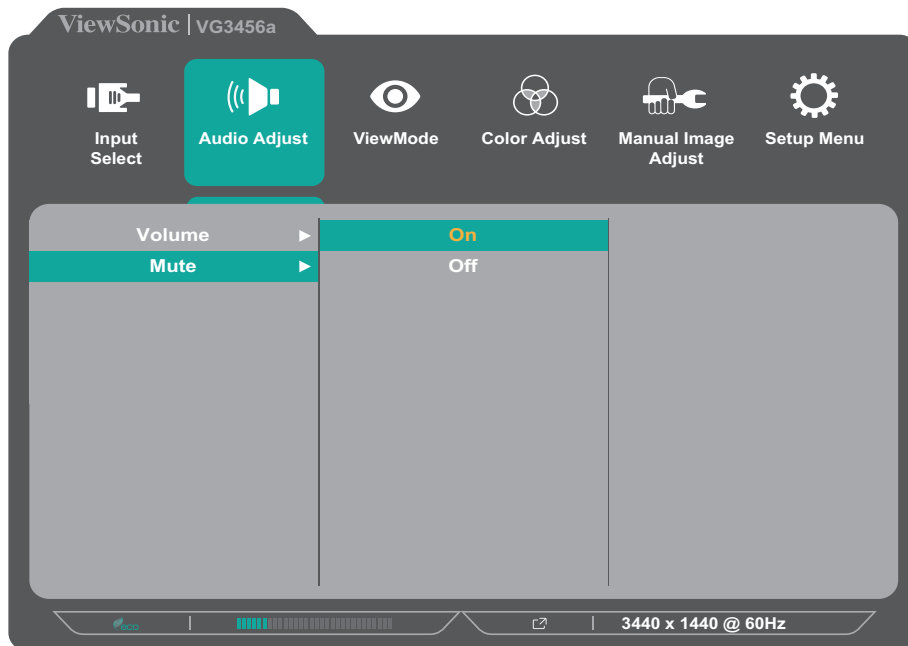 ViewSonic | VG3456a
Input
Select
Audio Adjust
ViewMode
Color Adjust
Manual Image
Adjust
Setup Menu
Volume ▶
On
Mute ▶
Off
eco
3440 x 1440 @ 60Hz